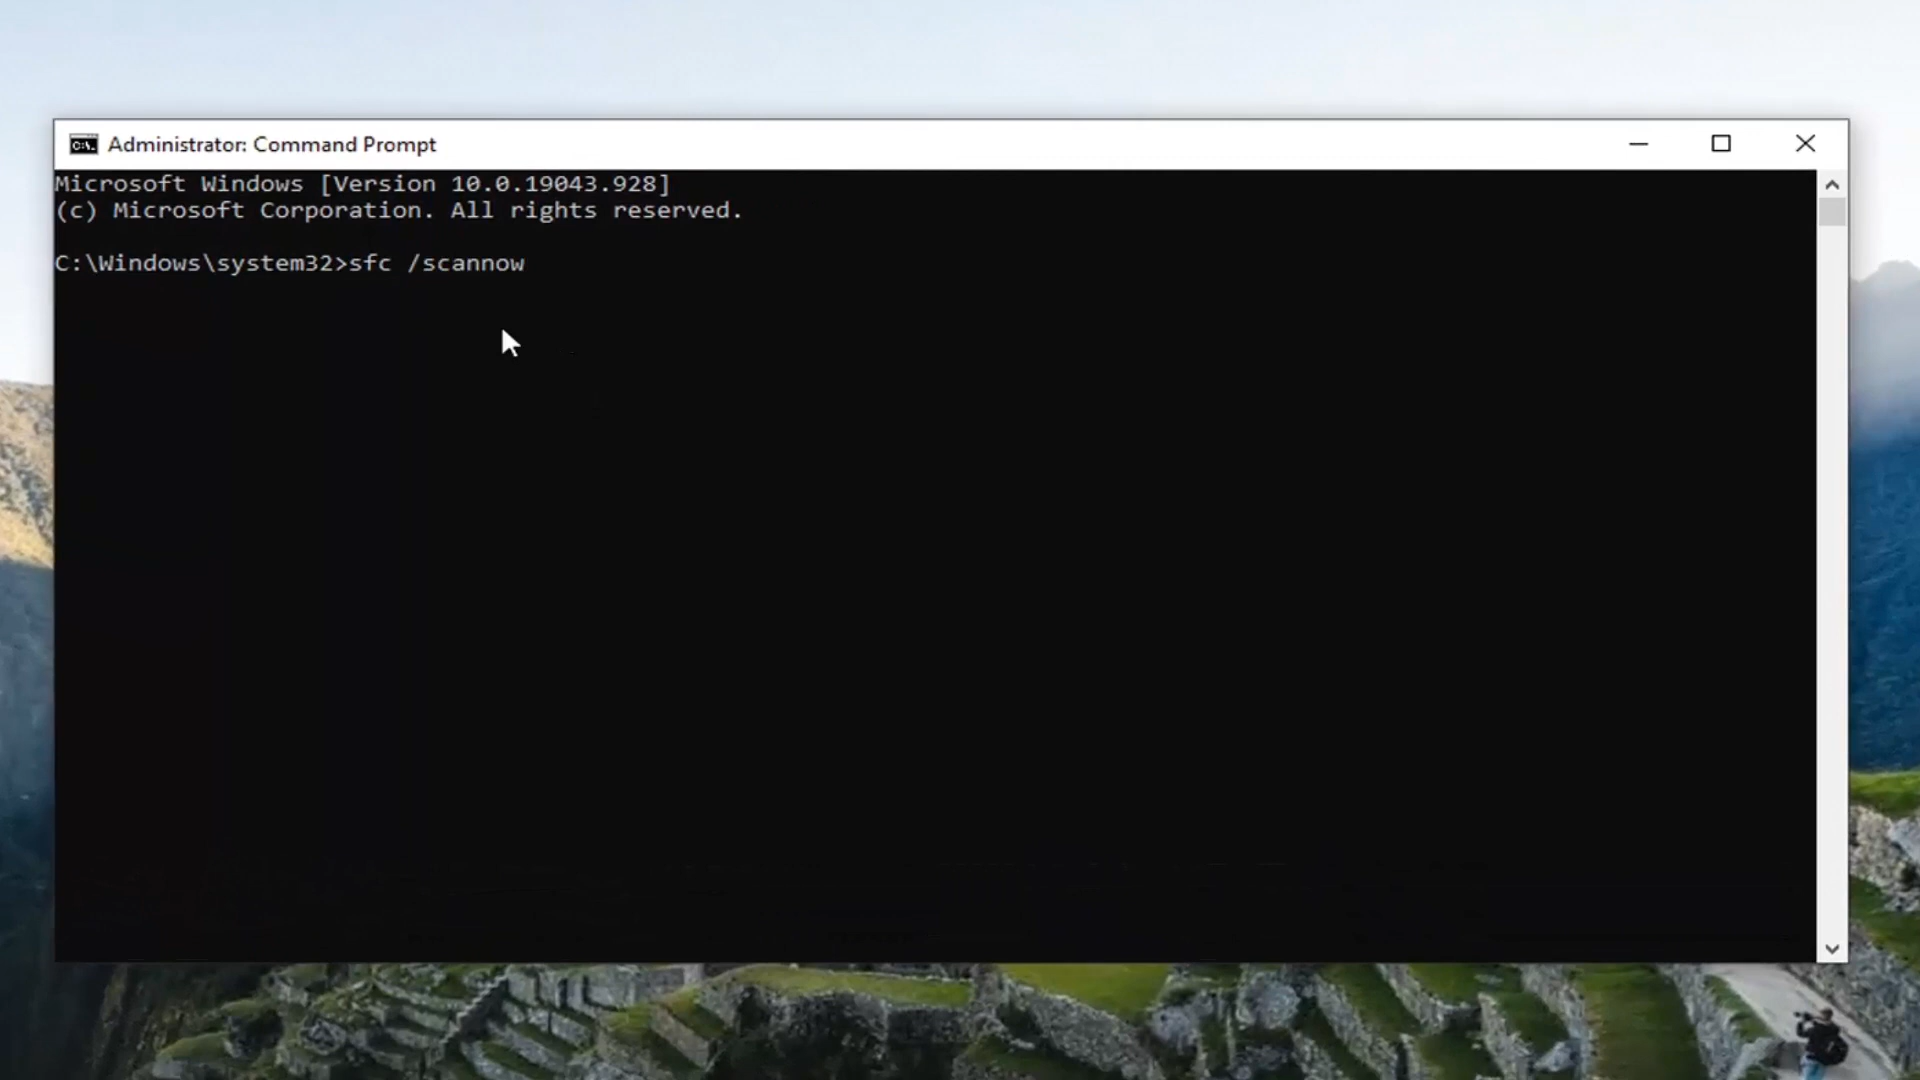 Administrator: Command Prompt
Microsoft Windows [Version 10.0.19043.928]
(c) Microsoft Corporation. All rights reserved.
C:\Windows\system32>sfc /scannow